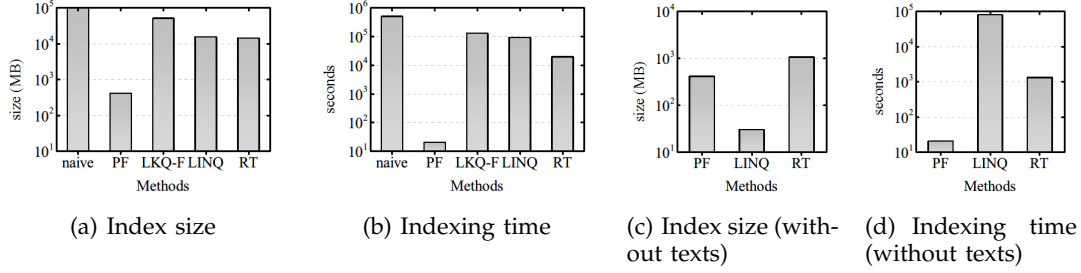 size (MB)
10^5
10^4
10^3
10^2
10^1
naive PF LKQ-F LINQ RT
Methods
(a) Index size
seconds
10^6
10^5
10^4
10^3
10^2
10^1
naive PF LKQ-F LINQ RT
Methods
(b) Indexing time
size (MB)
10^4
10^3
10^2
10^1
PF LINQ RT
Methods
(c) Index size (with-
out texts)
seconds
10^5
10^4
10^3
10^2
10^1
PF LINQ RT
Methods
(d) Indexing time
(without texts)